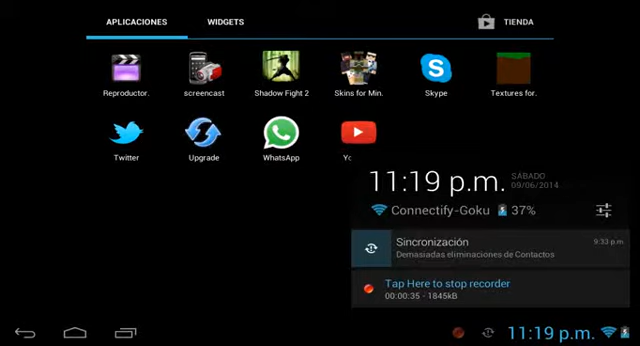 APLICACIONES WIDGETS TIENDA
Reproductor. screencast Shadow Fight 2 Skins for Min. Skype Textures for.
Twitter Upgrade WhatsApp Yo
11:19 p.m. SÁBADO
09/06/2014
Connectify-Goku 37%
Sincronización 9:33 p.m.
Demasiadas eliminaciones de Contactos
Tap Here to stop recorder
00:00:35 - 1845kB
11:19 p.m.